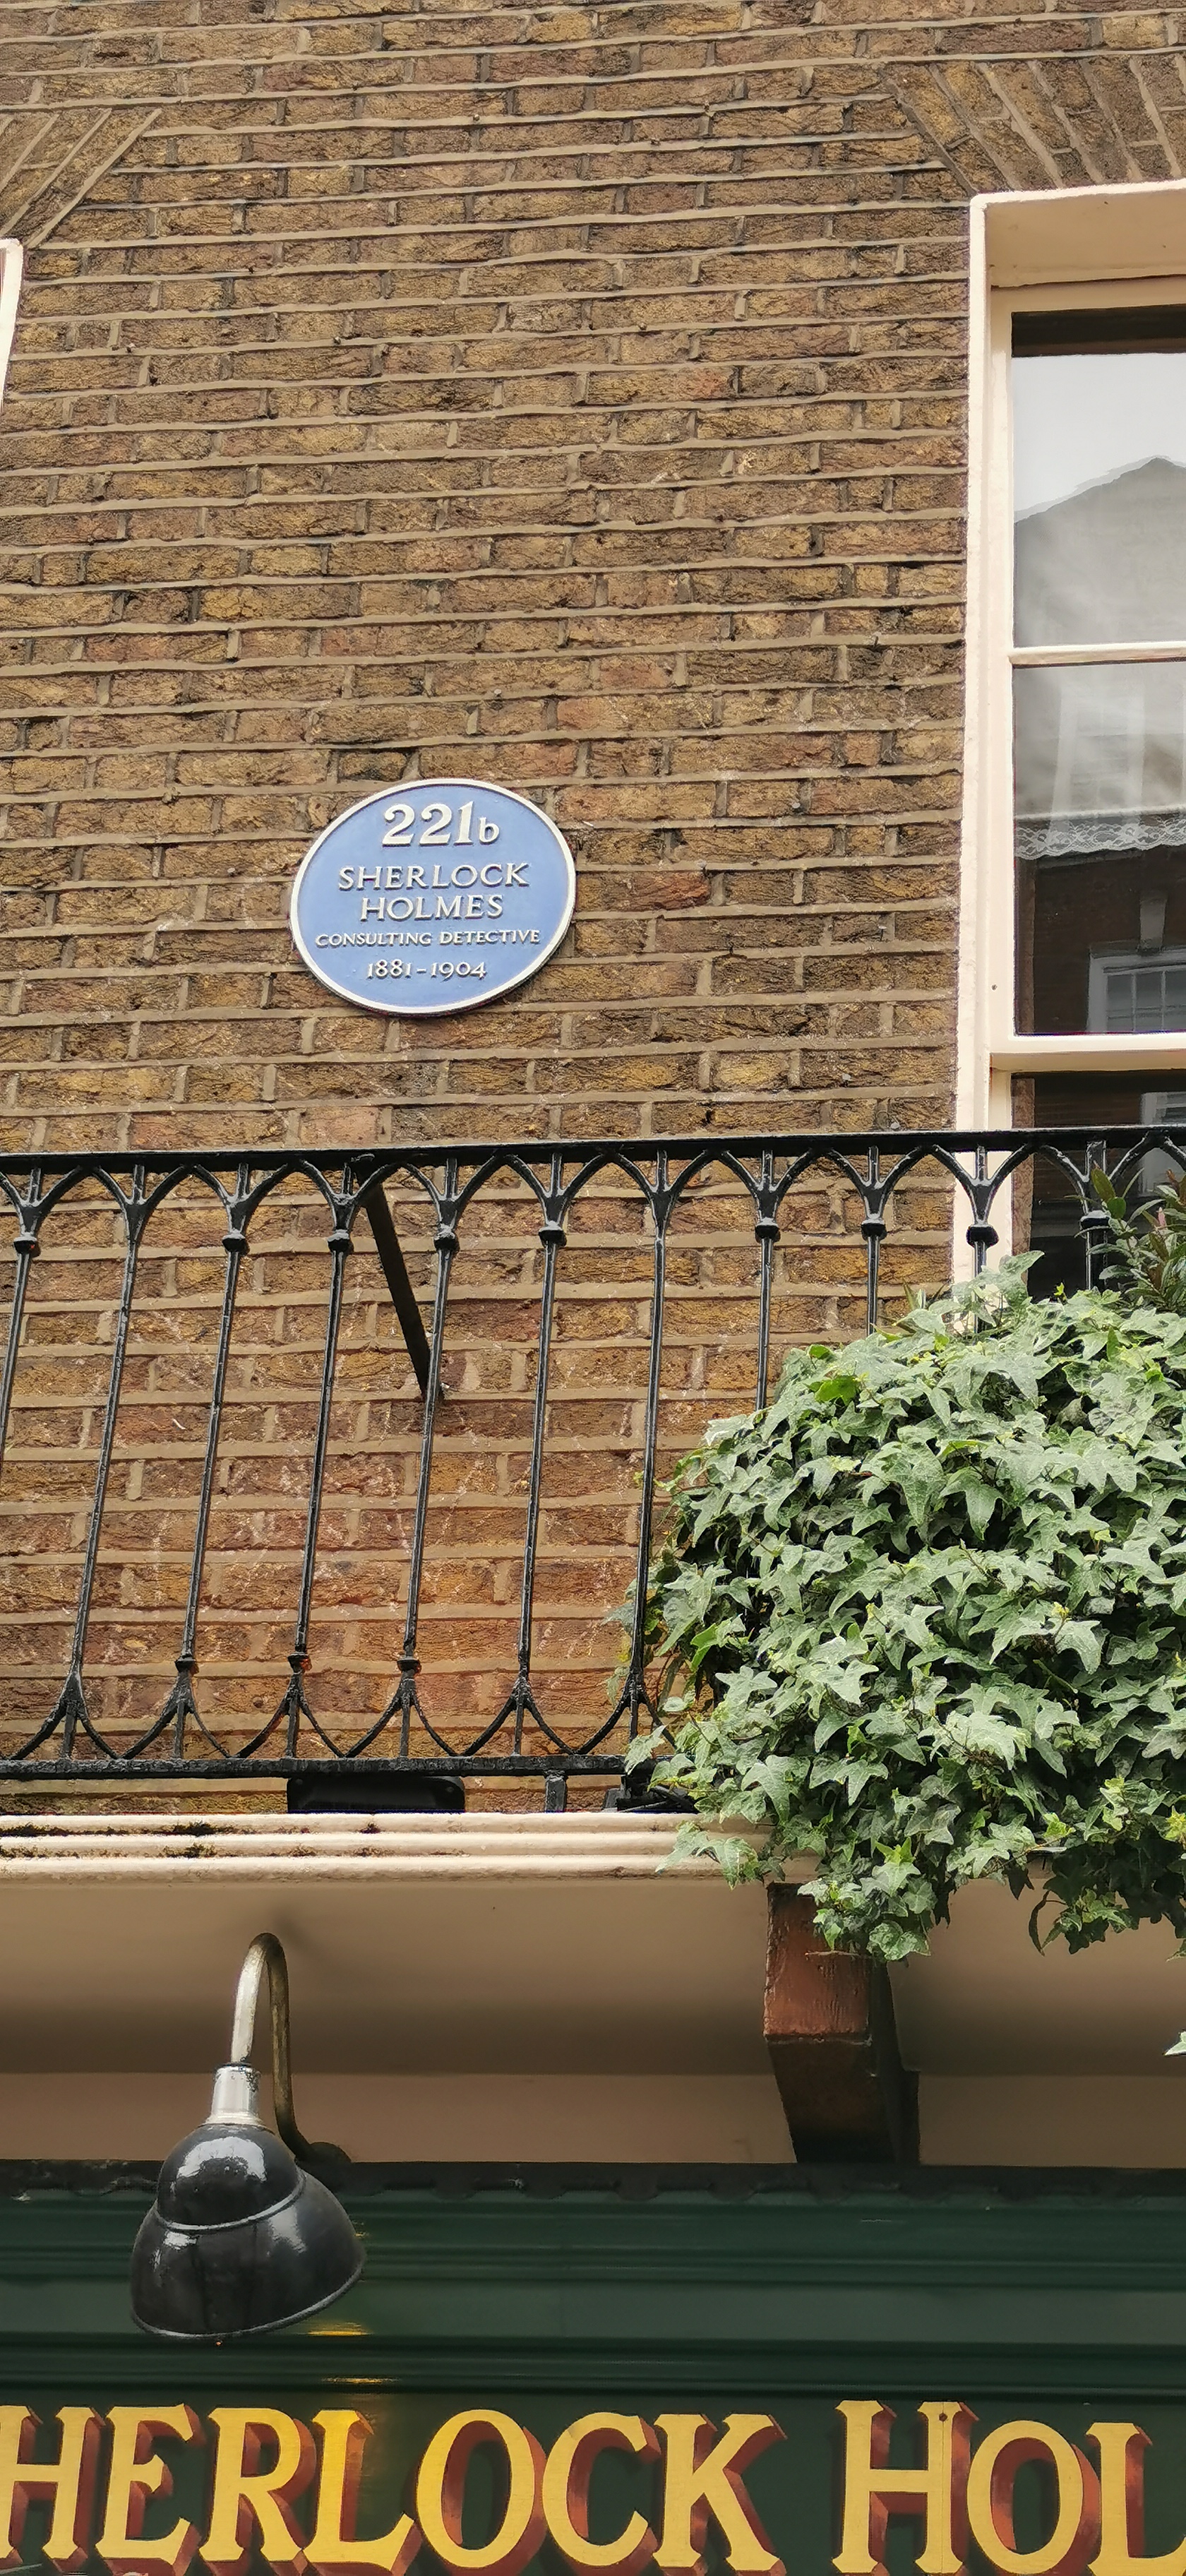 221b
SHERLOCK
HOLMES
CONSULTING DETECTIVE
1881-1904
HERLOCK HOL